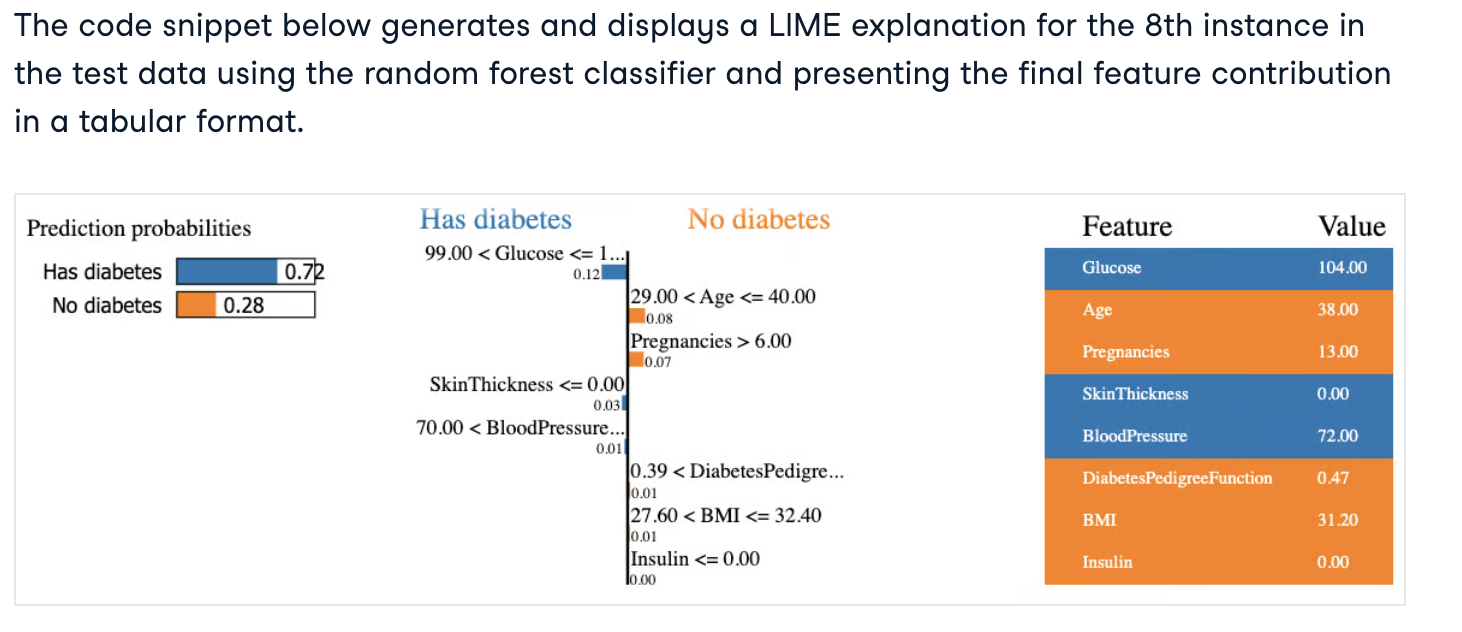 The code snippet below generates and displays a LIME explanation for the 8th instance in
the test data using the random forest classifier and presenting the final feature contribution
in a tabular format.
Prediction probabilities
Has diabetes 0.72
No diabetes 0.28
Has diabetes No diabetes
99.00 < Glucose <= 1...
0.12
29.00 < Age <= 40.00
0.08
Pregnancies > 6.00
0.07
SkinThickness <= 0.00
0.03
70.00 < BloodPressure...
0.01
0.39 < DiabetesPedigre...
0.01
27.60 < BMI <= 32.40
0.01
Insulin <= 0.00
0.00
Feature Value
Glucose 104.00
Age 38.00
Pregnancies 13.00
SkinThickness 0.00
BloodPressure 72.00
DiabetesPedigreeFunction 0.47
BMI 31.20
Insulin 0.00